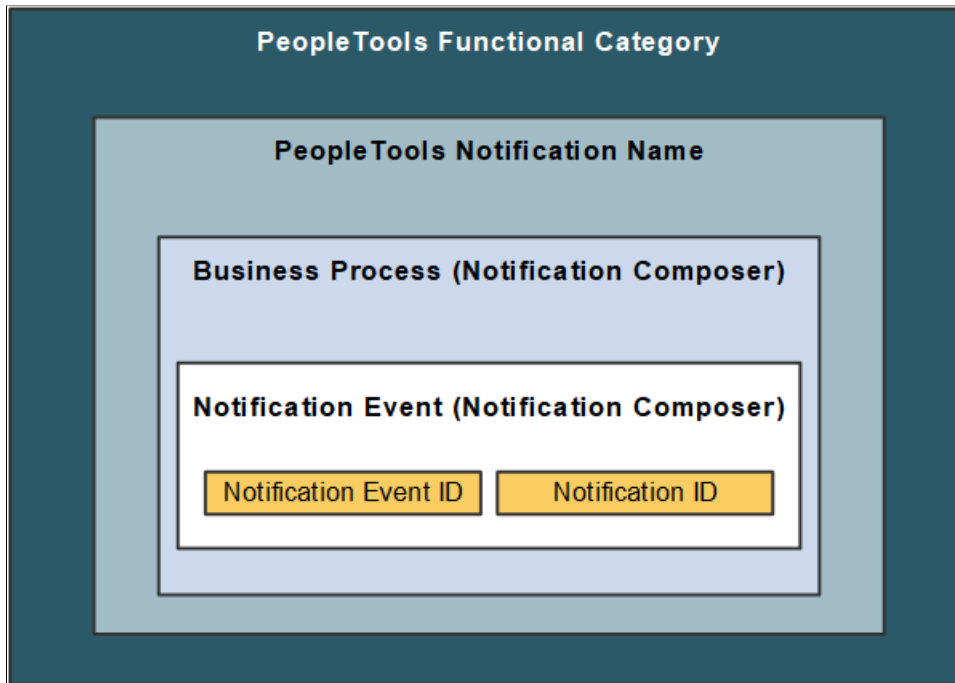 PeopleTools Functional Category
PeopleTools Notification Name
Business Process (Notification Composer)
Notification Event (Notification Composer)
Notification Event ID
Notification ID